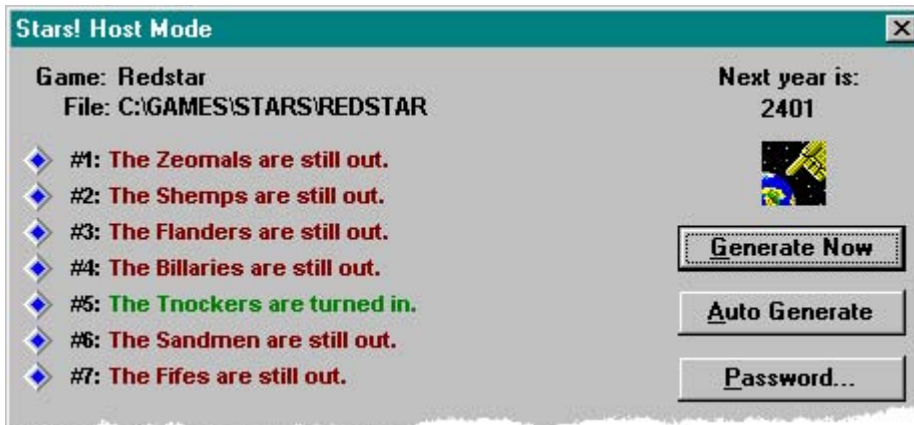 Stars! Host Mode
Game: Redstar
File: C:\GAMES\STARS\REDSTAR
#1: The Zeomals are still out.
#2: The Shemps are still out.
#3: The Flanders are still out.
#4: The Billaries are still out.
#5: The Tnockers are turned in.
#6: The Sandmen are still out.
#7: The Fifes are still out.
Next year is:
2401
Generate Now
Auto Generate
Password...